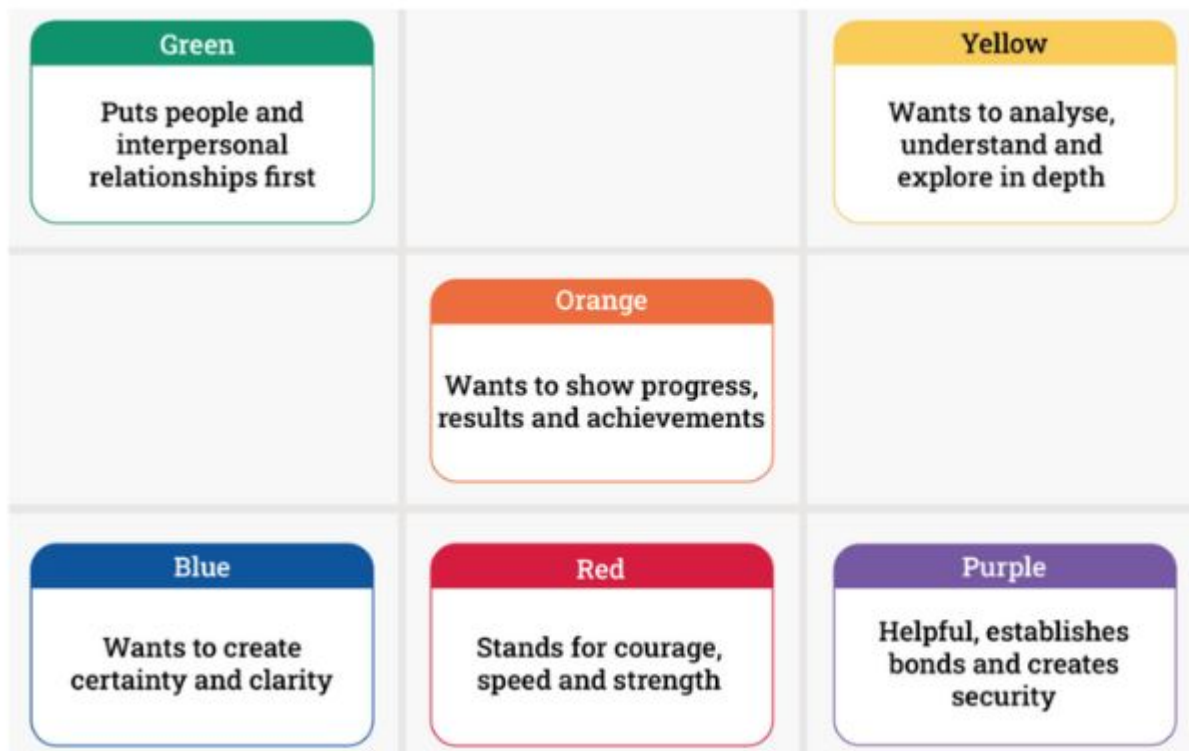 Green
Puts people and
interpersonal
relationships first
Yellow
Wants to analyse,
understand and
explore in depth
Orange
Wants to show progress,
results and achievements
Blue
Wants to create
certainty and clarity
Red
Stands for courage,
speed and strength
Purple
Helpful, establishes
bonds and creates
security